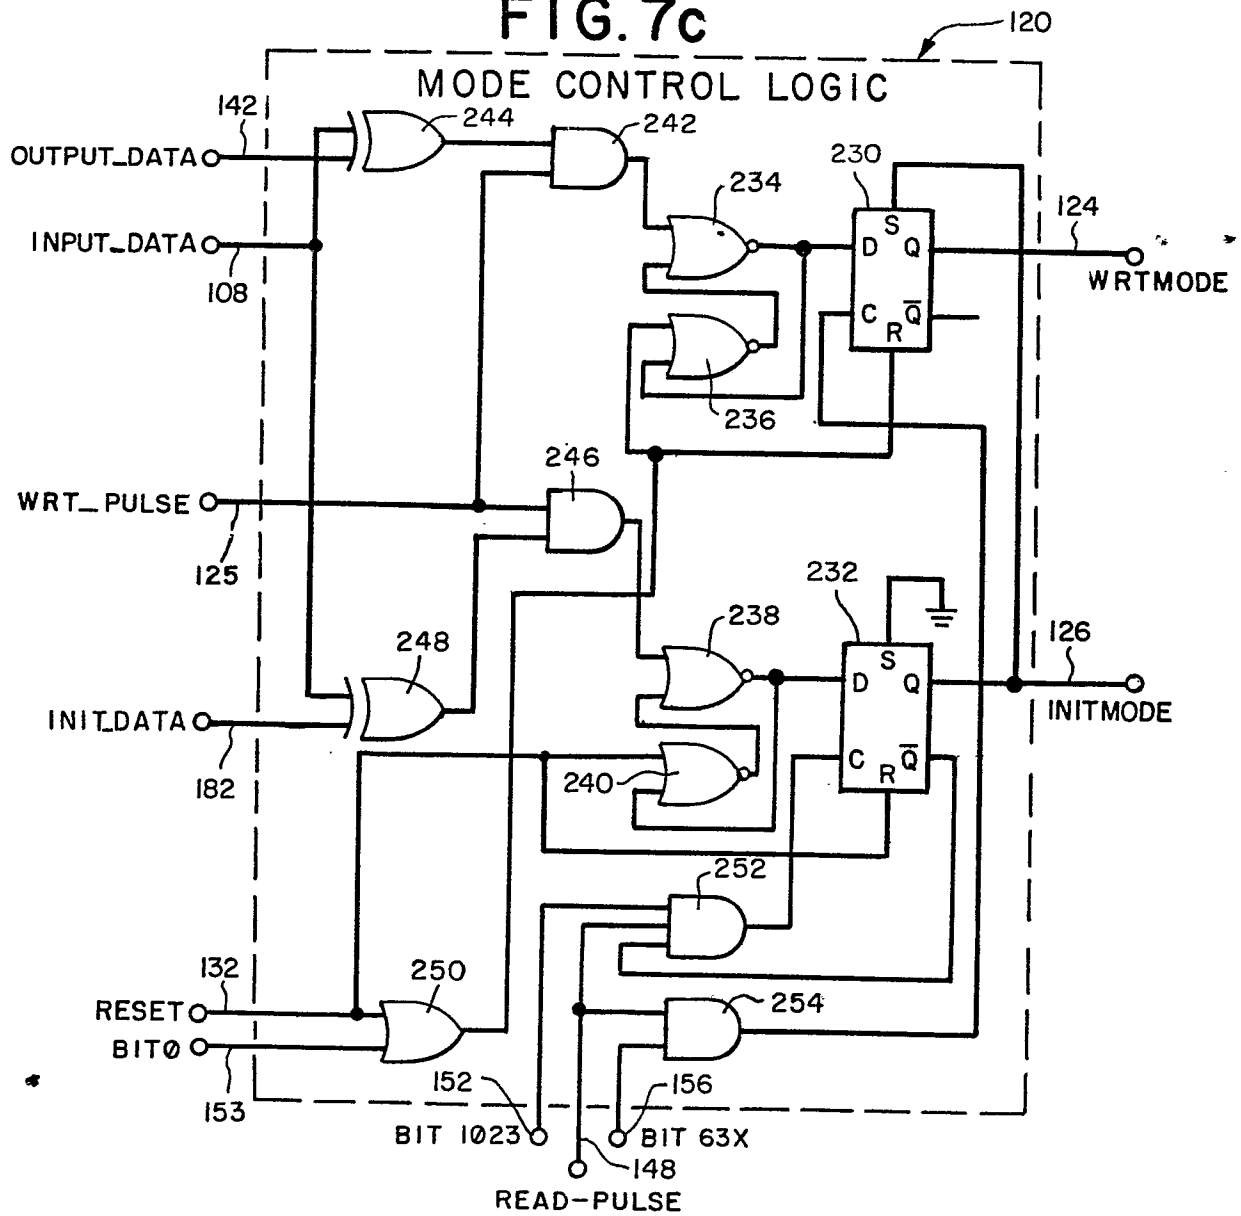 FIG. 7c
120
MODE CONTROL LOGIC
142
244
242
OUTPUT_DATA
230
234
S
124
INPUT_DATA
D Q
WRTMODE
108
C Q̅
R
236
246
WRT_PULSE
125
232
238
248
S
126
D Q
INIT_DATA
INITMODE
182
240
C Q̅
R
252
132
250
254
RESET
BITØ
153
152
156
BIT 1Ø23
BIT 63X
148
READ-PULSE